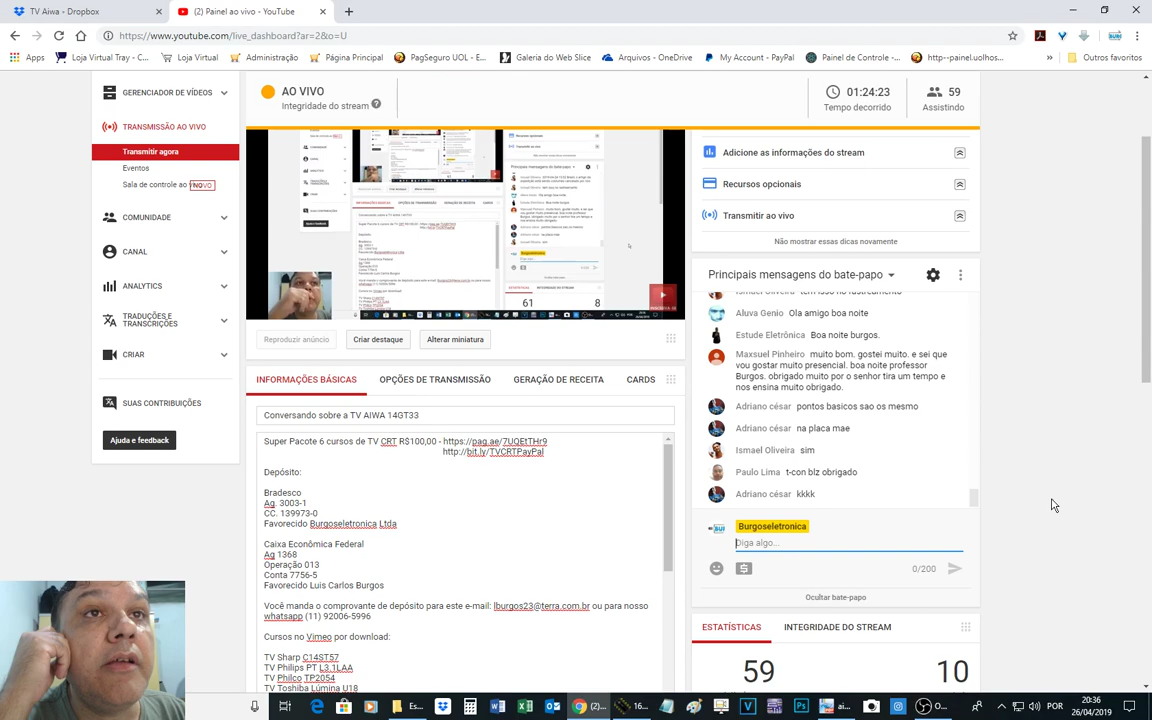 TV Aiwa - Dropbox
(2) Painel ao vivo - YouTube
https://www.youtube.com/live_dashboard?ar=2&o=U
Apps
Loja Virtual Tray - C...
Loja Virtual
Administração
Página Principal
PagSeguro UOL - E...
Galeria do Web Slice
Arquivos - OneDrive
My Account - PayPal
Painel de Controle -...
http--painel.uolhos...
»
Outros favoritos
GERENCIADOR DE VÍDEOS
TRANSMISSÃO AO VIVO
Transmitir agora
Eventos
Sala de controle ao
NOVO
COMUNIDADE
CANAL
ANALYTICS
TRADUÇÕES E
TRANSCRIÇÕES
CRIAR
SUAS CONTRIBUIÇÕES
Ajuda e feedback
AO VIVO
Integridade do stream
01:24:23
Tempo decorrido
59
Assistindo
61
8
Reproduzir anúncio
Criar destaque
Alterar miniatura
INFORMAÇÕES BÁSICAS
OPÇÕES DE TRANSMISSÃO
GERAÇÃO DE RECEITA
CARDS
Conversando sobre a TV AIWA 14GT33
Super Pacote 6 cursos de TV CRT R$100,00 - https://pag.ae/7UQEtTHr9
http://bit.ly/TVCRTPayPal
Depósito:
Bradesco
Ag. 3003-1
CC. 139973-0
Favorecido Burgoseletronica Ltda
Caixa Econômica Federal
Ag 1368
Operação 013
Conta 7756-5
Favorecido Luis Carlos Burgos
Você manda o comprovante de depósito para este e-mail: lburgos23@terra.com.br ou para nosso
whatsapp (11) 92006-5996
Cursos no Vimeo por download:
TV Sharp C14ST57
TV Philips PT L3.1LAA
TV Philco TP2054
TV Toshiba Lúmina U18
Adicione as informações do stream
Recursos opcionais
Transmitir ao vivo
Não mostrar essas dicas novamente
Principais mensagens do bate-papo
Ismael Oliveira tem isso no rastreamento
Aluva Genio Ola amigo boa noite
Estude Eletrônica Boa noite burgos.
Maxsuel Pinheiro muito bom. gostei muito. e sei que
vou gostar muito presencial. boa noite professor
Burgos. obrigado muito por o senhor tira um tempo e
nos ensina muito obrigado.
Adriano césar pontos basicos sao os mesmo
Adriano césar na placa mae
Ismael Oliveira sim
Paulo Lima t-con blz obrigado
Adriano césar kkkk
Burgoseletronica
Diga algo...
0/200
Ocultar bate-papo
ESTATÍSTICAS
INTEGRIDADE DO STREAM
59
10
Es...
(2)...
16...
ai...
O...
POR
20:36
26/04/2019